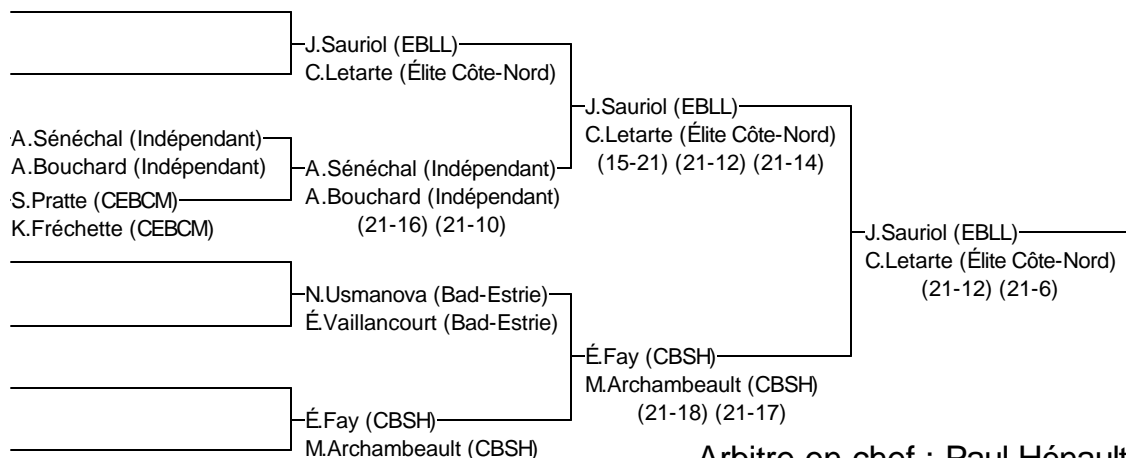 J.Sauriol (EBLL)
C.Letarte (Élite Côte-Nord)
J.Sauriol (EBLL)
C.Letarte (Élite Côte-Nord)
(15-21) (21-12) (21-14)
A.Sénéchal (Indépendant)
A.Bouchard (Indépendant)
S.Pratte (CEBCM)
K.Fréchette (CEBCM)
A.Sénéchal (Indépendant)
A.Bouchard (Indépendant)
(21-16) (21-10)
J.Sauriol (EBLL)
C.Letarte (Élite Côte-Nord)
(21-12) (21-6)
N.Usmanova (Bad-Estrie)
É.Vaillancourt (Bad-Estrie)
É.Fay (CBSH)
M.Archambeault (CBSH)
(21-18) (21-17)
É.Fay (CBSH)
M.Archambeault (CBSH)
Arbitre en chef : Paul Hénault